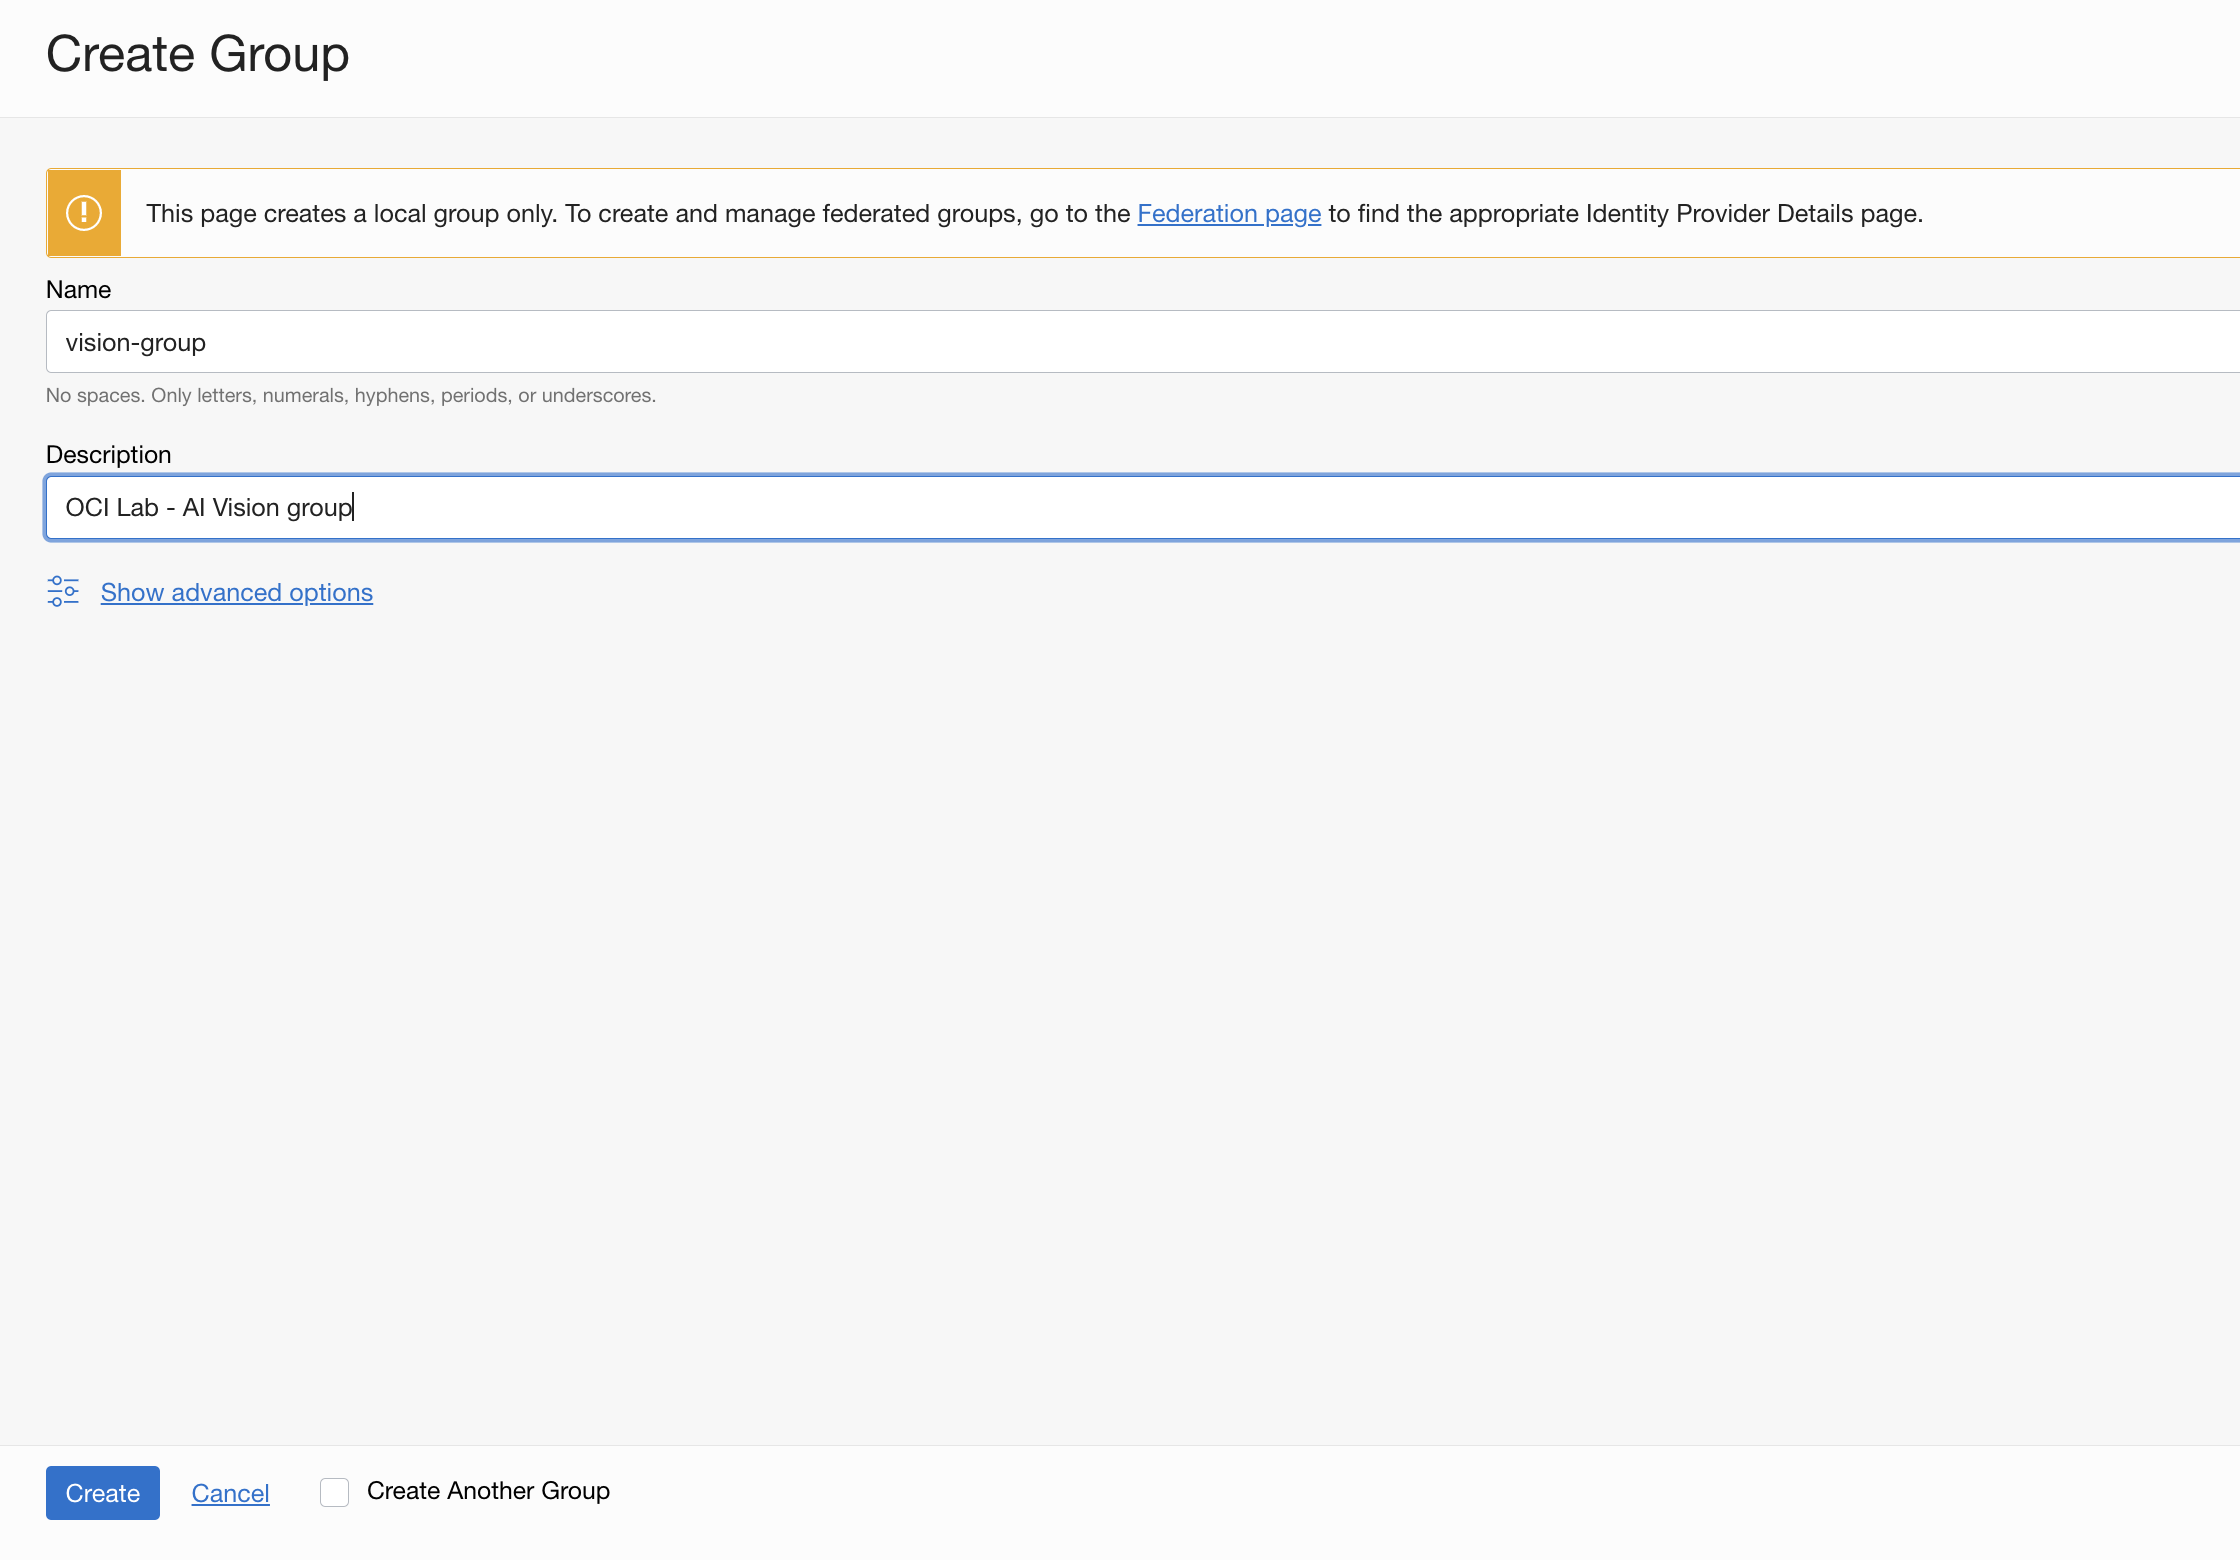 Create Group
This page creates a local group only. To create and manage federated groups, go to the Federation page to find the appropriate Identity Provider Details page.
Name
vision-group
No spaces. Only letters, numerals, hyphens, periods, or underscores.
Description
OCI Lab - AI Vision group
Show advanced options
Create Cancel Create Another Group